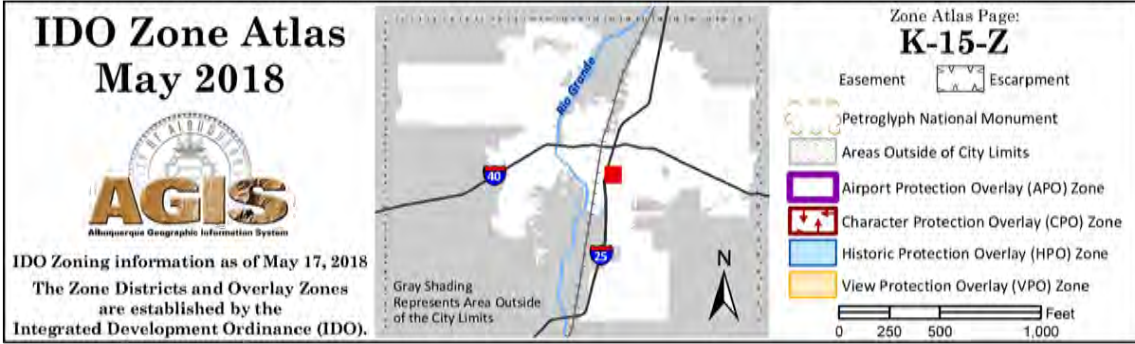 IDO Zone Atlas
May 2018
CITY OF ALBUQUERQUE
AGIS
Albuquerque Geographic Information System
IDO Zoning information as of May 17, 2018
The Zone Districts and Overlay Zones
are established by the
Integrated Development Ordinance (IDO).
Rio Grande
40
25
Gray Shading
Represents Area Outside
of the City Limits
N
Zone Atlas Page:
K-15-Z
Easement
Escarpment
Petroglyph National Monument
Areas Outside of City Limits
Airport Protection Overlay (APO) Zone
Character Protection Overlay (CPO) Zone
Historic Protection Overlay (HPO) Zone
View Protection Overlay (VPO) Zone
Feet
0 250 500 1,000